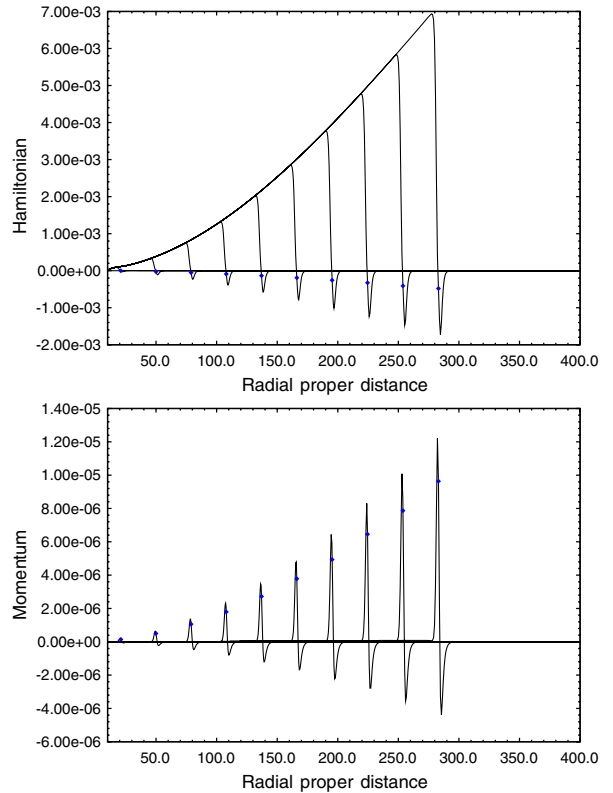 7.00e-03
6.00e-03
5.00e-03
4.00e-03
3.00e-03
2.00e-03
1.00e-03
0.00e+00
-1.00e-03
-2.00e-03
Hamiltonian
50.0 100.0 150.0 200.0 250.0 300.0 350.0 400.0
Radial proper distance
1.40e-05
1.20e-05
1.00e-05
8.00e-06
6.00e-06
4.00e-06
2.00e-06
0.00e+00
-2.00e-06
-4.00e-06
-6.00e-06
Momentum
50.0 100.0 150.0 200.0 250.0 300.0 350.0 400.0
Radial proper distance